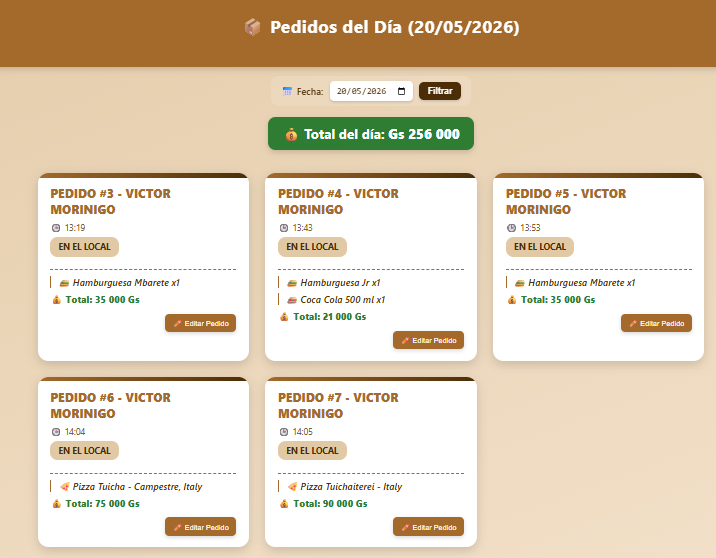 Pedidos del Día (20/05/2026)
Fecha: 20/05/2026 Filtrar
Total del día: Gs 256 000
PEDIDO #3 - VICTOR
MORINIGO
13:19
EN EL LOCAL
Hamburguesa Mbarete x1
Total: 35 000 Gs
Editar Pedido
PEDIDO #4 - VICTOR
MORINIGO
13:43
EN EL LOCAL
Hamburguesa Jr x1
Coca Cola 500 ml x1
Total: 21 000 Gs
Editar Pedido
PEDIDO #5 - VICTOR
MORINIGO
13:53
EN EL LOCAL
Hamburguesa Mbarete x1
Total: 35 000 Gs
Editar Pedido
PEDIDO #6 - VICTOR
MORINIGO
14:04
EN EL LOCAL
Pizza Tuicha - Campestre, Italy
Total: 75 000 Gs
Editar Pedido
PEDIDO #7 - VICTOR
MORINIGO
14:05
EN EL LOCAL
Pizza Tuichaiterei - Italy
Total: 90 000 Gs
Editar Pedido